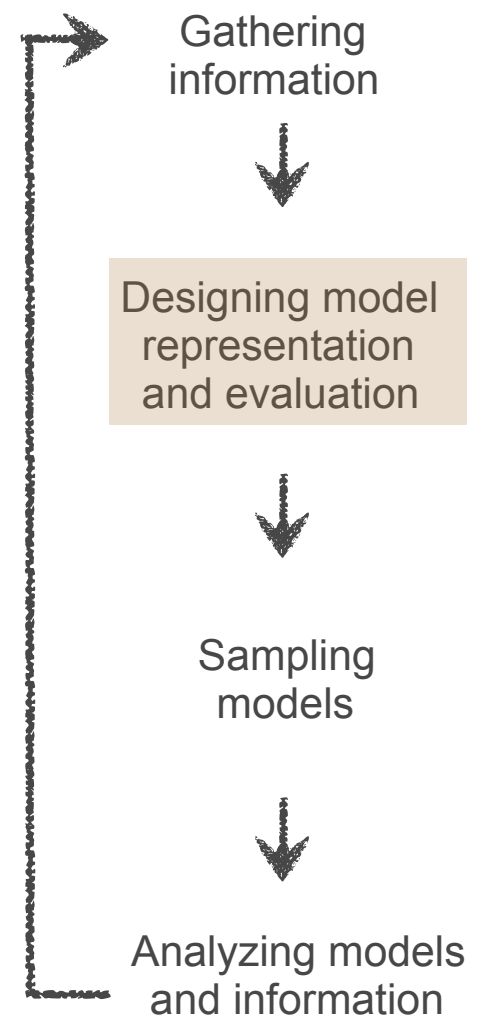 Gathering
information
Designing model
representation
and evaluation
Sampling
models
Analyzing models
and information